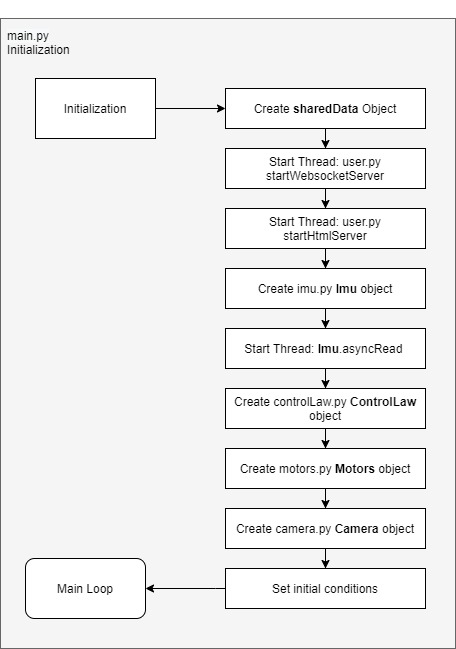 main.py
Initialization
Initialization
Create sharedData Object
Start Thread: user.py
startWebsocketServer
Start Thread: user.py
startHtmlServer
Create imu.py Imu object
Start Thread: Imu.asyncRead
Create controlLaw.py ControlLaw
object
Create motors.py Motors object
Create camera.py Camera object
Set initial conditions
Main Loop